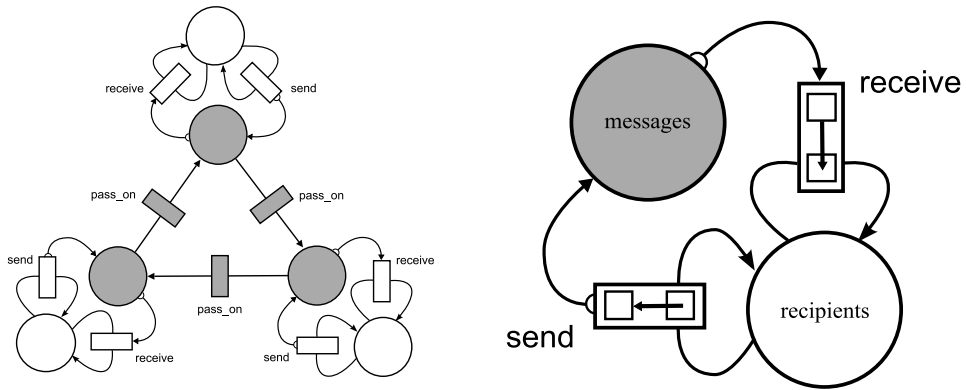 receive
send
pass_on
pass_on
send
receive
pass_on
receive
send
messages
receive
send
recipients